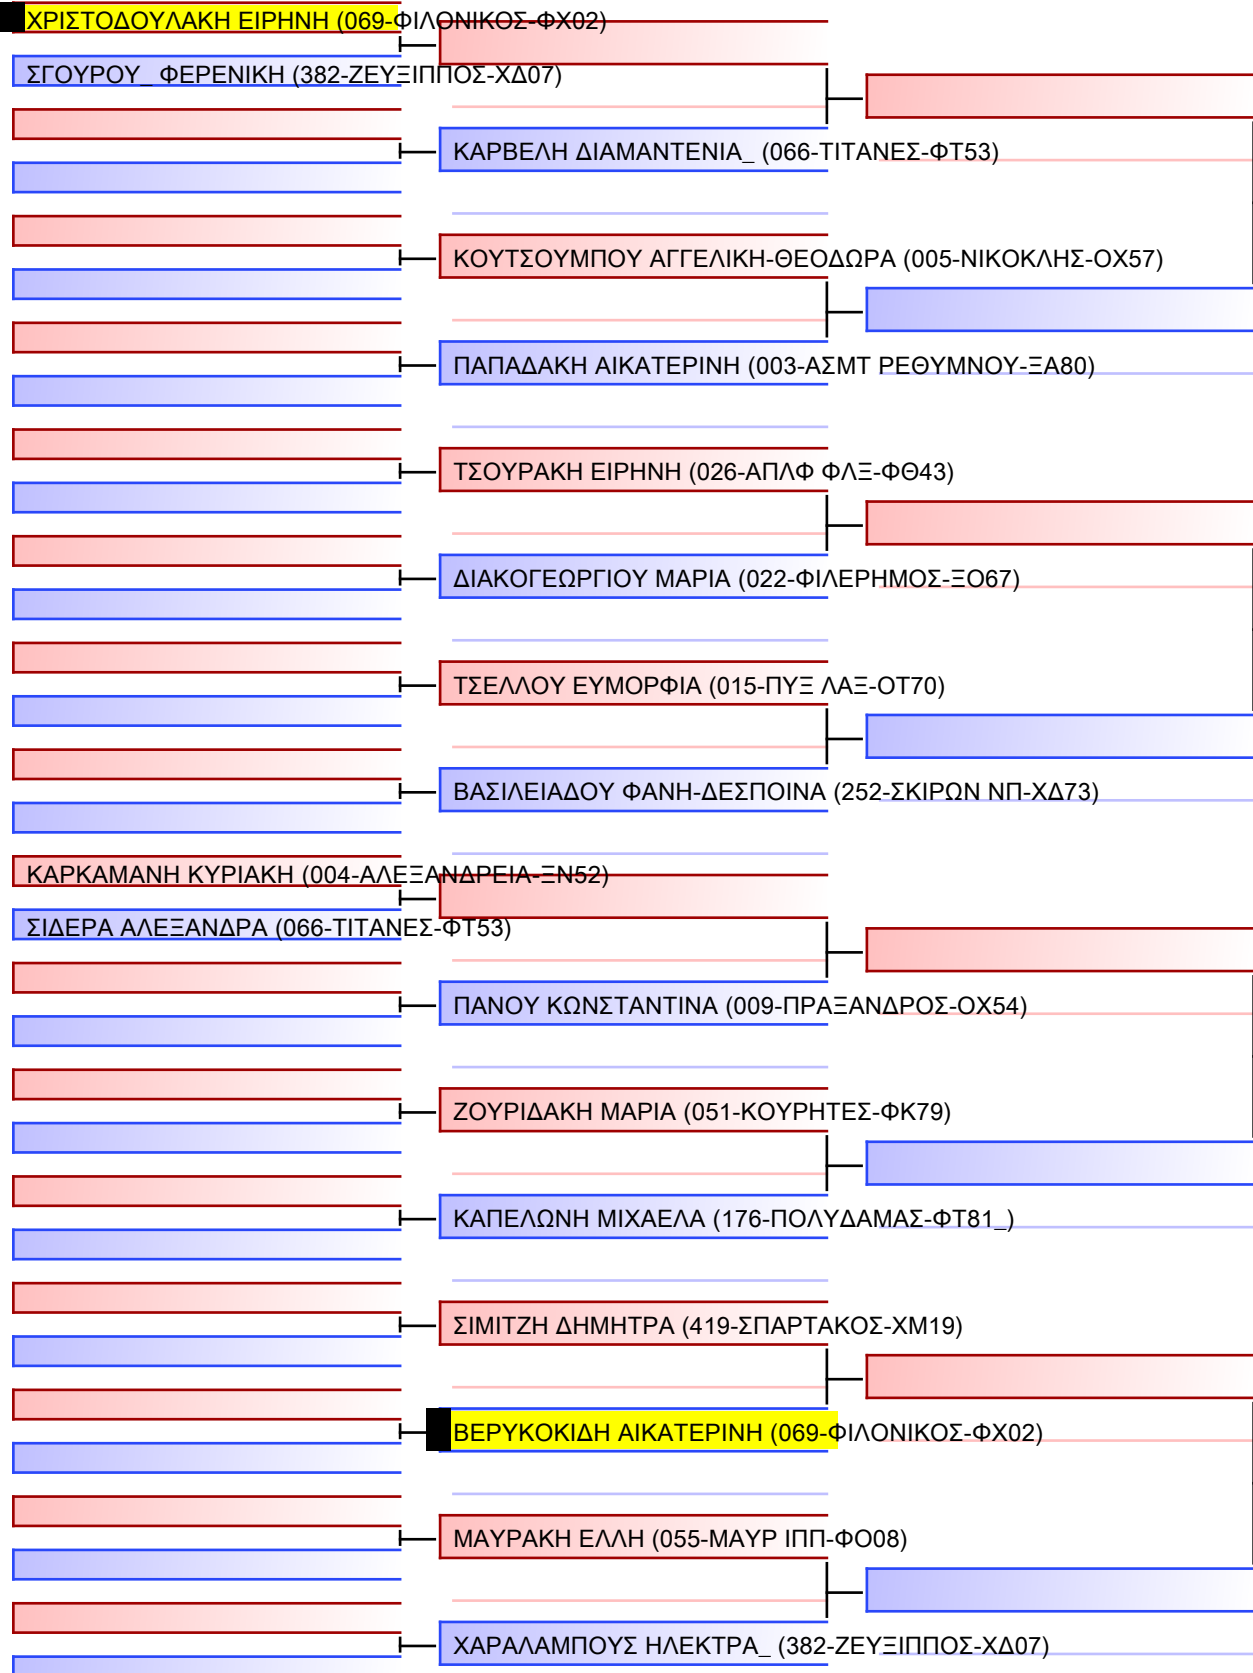 ΧΡΙΣΤΟΔΟΥΛΑΚΗ ΕΙΡΗΝΗ (069-ΦΙΛΟΝΙΚΟΣ-ΦΧ02)
ΣΓΟΥΡΟΥ_ ΦΕΡΕΝΙΚΗ (382-ΖΕΥΞΙΠΠΟΣ-ΧΔ07)
ΚΑΡΒΕΛΗ ΔΙΑΜΑΝΤΕΝΙΑ_ (066-ΤΙΤΑΝΕΣ-ΦΤ53)
ΚΟΥΤΣΟΥΜΠΟΥ ΑΓΓΕΛΙΚΗ-ΘΕΟΔΩΡΑ (005-ΝΙΚΟΚΛΗΣ-ΟΧ57)
ΠΑΠΑΔΑΚΗ ΑΙΚΑΤΕΡΙΝΗ (003-ΑΣΜΤ ΡΕΘΥΜΝΟΥ-ΞΑ80)
ΤΣΟΥΡΑΚΗ ΕΙΡΗΝΗ (026-ΑΠΛΦ ΦΛΞ-ΦΘ43)
ΔΙΑΚΟΓΕΩΡΓΙΟΥ ΜΑΡΙΑ (022-ΦΙΛΕΡΗΜΟΣ-ΞΟ67)
ΤΣΕΛΛΟΥ ΕΥΜΟΡΦΙΑ (015-ΠΥΞ ΛΑΞ-ΟΤ70)
ΒΑΣΙΛΕΙΑΔΟΥ ΦΑΝΗ-ΔΕΣΠΟΙΝΑ (252-ΣΚΙΡΩΝ ΝΠ-ΧΔ73)
ΚΑΡΚΑΜΑΝΗ ΚΥΡΙΑΚΗ (004-ΑΛΕΞΑΝΔΡΕΙΑ-ΞΝ52)
ΣΙΔΕΡΑ ΑΛΕΞΑΝΔΡΑ (066-ΤΙΤΑΝΕΣ-ΦΤ53)
ΠΑΝΟΥ ΚΩΝΣΤΑΝΤΙΝΑ (009-ΠΡΑΞΑΝΔΡΟΣ-ΟΧ54)
ΖΟΥΡΙΔΑΚΗ ΜΑΡΙΑ (051-ΚΟΥΡΗΤΕΣ-ΦΚ79)
ΚΑΠΕΛΩΝΗ ΜΙΧΑΕΛΑ (176-ΠΟΛΥΔΑΜΑΣ-ΦΤ81_)
ΣΙΜΙΤΖΗ ΔΗΜΗΤΡΑ (419-ΣΠΑΡΤΑΚΟΣ-ΧΜ19)
ΒΕΡΥΚΟΚΙΔΗ ΑΙΚΑΤΕΡΙΝΗ (069-ΦΙΛΟΝΙΚΟΣ-ΦΧ02)
ΜΑΥΡΑΚΗ ΕΛΛΗ (055-ΜΑΥΡ ΙΠΠ-ΦΟ08)
ΧΑΡΑΛΑΜΠΟΥΣ ΗΛΕΚΤΡΑ_ (382-ΖΕΥΞΙΠΠΟΣ-ΧΔ07)